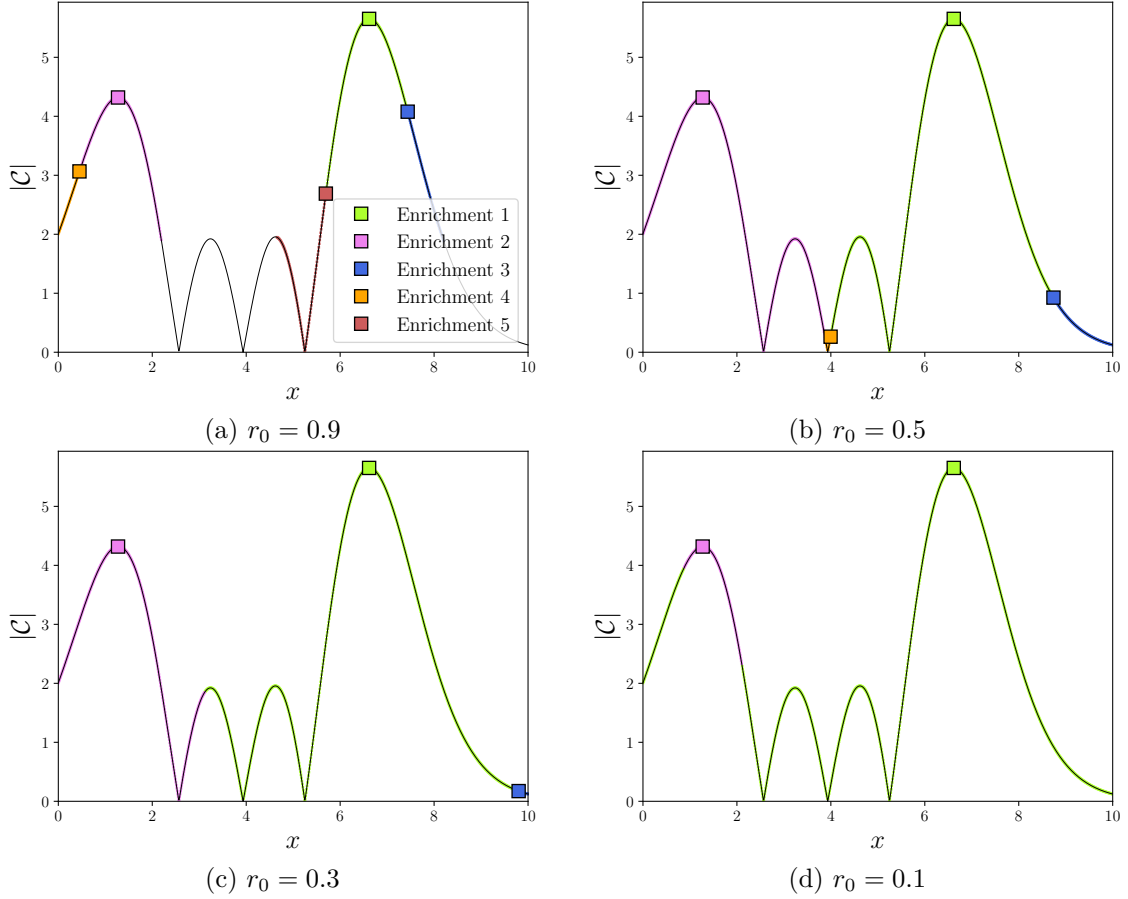 5
4
3
2
1
0
|𝒞|
0 2 4 6 8 10
x
Enrichment 1
Enrichment 2
Enrichment 3
Enrichment 4
Enrichment 5
(a) r₀ = 0.9
5
4
3
2
1
0
|𝒞|
0 2 4 6 8 10
x
(b) r₀ = 0.5
5
4
3
2
1
0
|𝒞|
0 2 4 6 8 10
x
(c) r₀ = 0.3
5
4
3
2
1
0
|𝒞|
0 2 4 6 8 10
x
(d) r₀ = 0.1